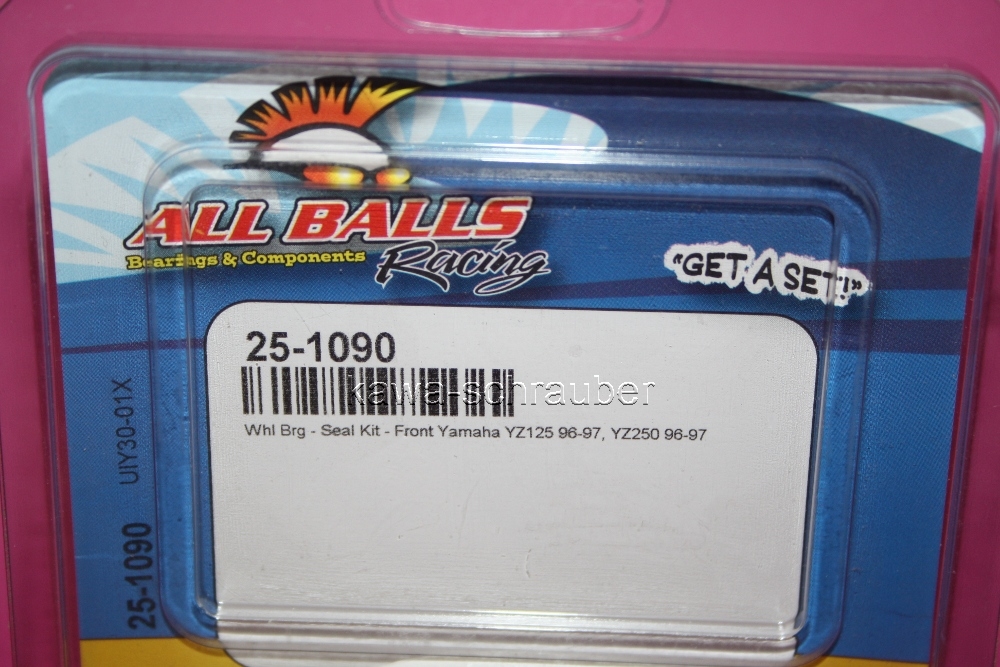 ALL BALLS
Racing
Bearings & Components
"GET A SET!"
25-1090
kawa-schrauber
Whl Brg - Seal Kit - Front Yamaha YZ125 96-97, YZ250 96-97
25-1090 UIY30-01X